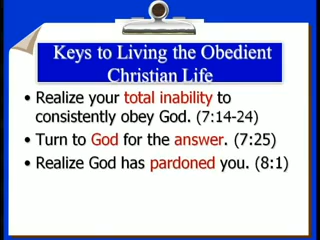 Keys to Living the Obedient
Christian Life
• Realize your total inability to
consistently obey God. (7:14-24)
• Turn to God for the answer. (7:25)
• Realize God has pardoned you. (8:1)